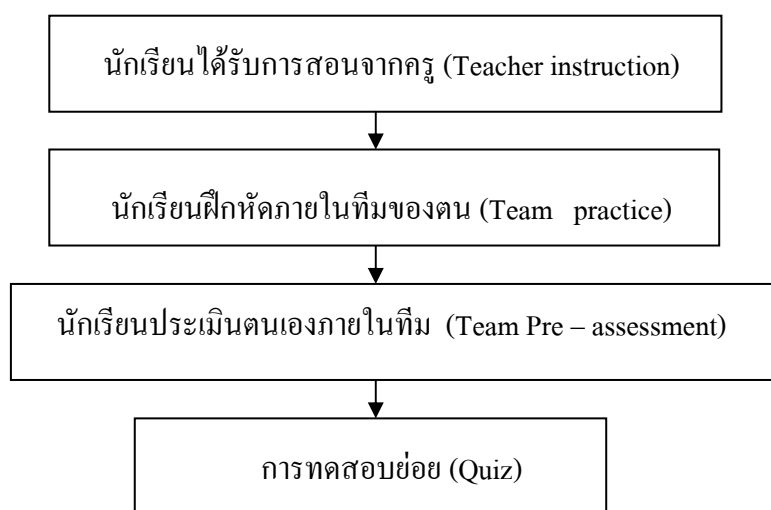 นักเรียนได้รับการสอนจากครู (Teacher instruction)
นักเรียนฝึกหัดภายในทีมของตน (Team practice)
นักเรียนประเมินตนเองภายในทีม (Team Pre – assessment)
การทดสอบย่อย (Quiz)